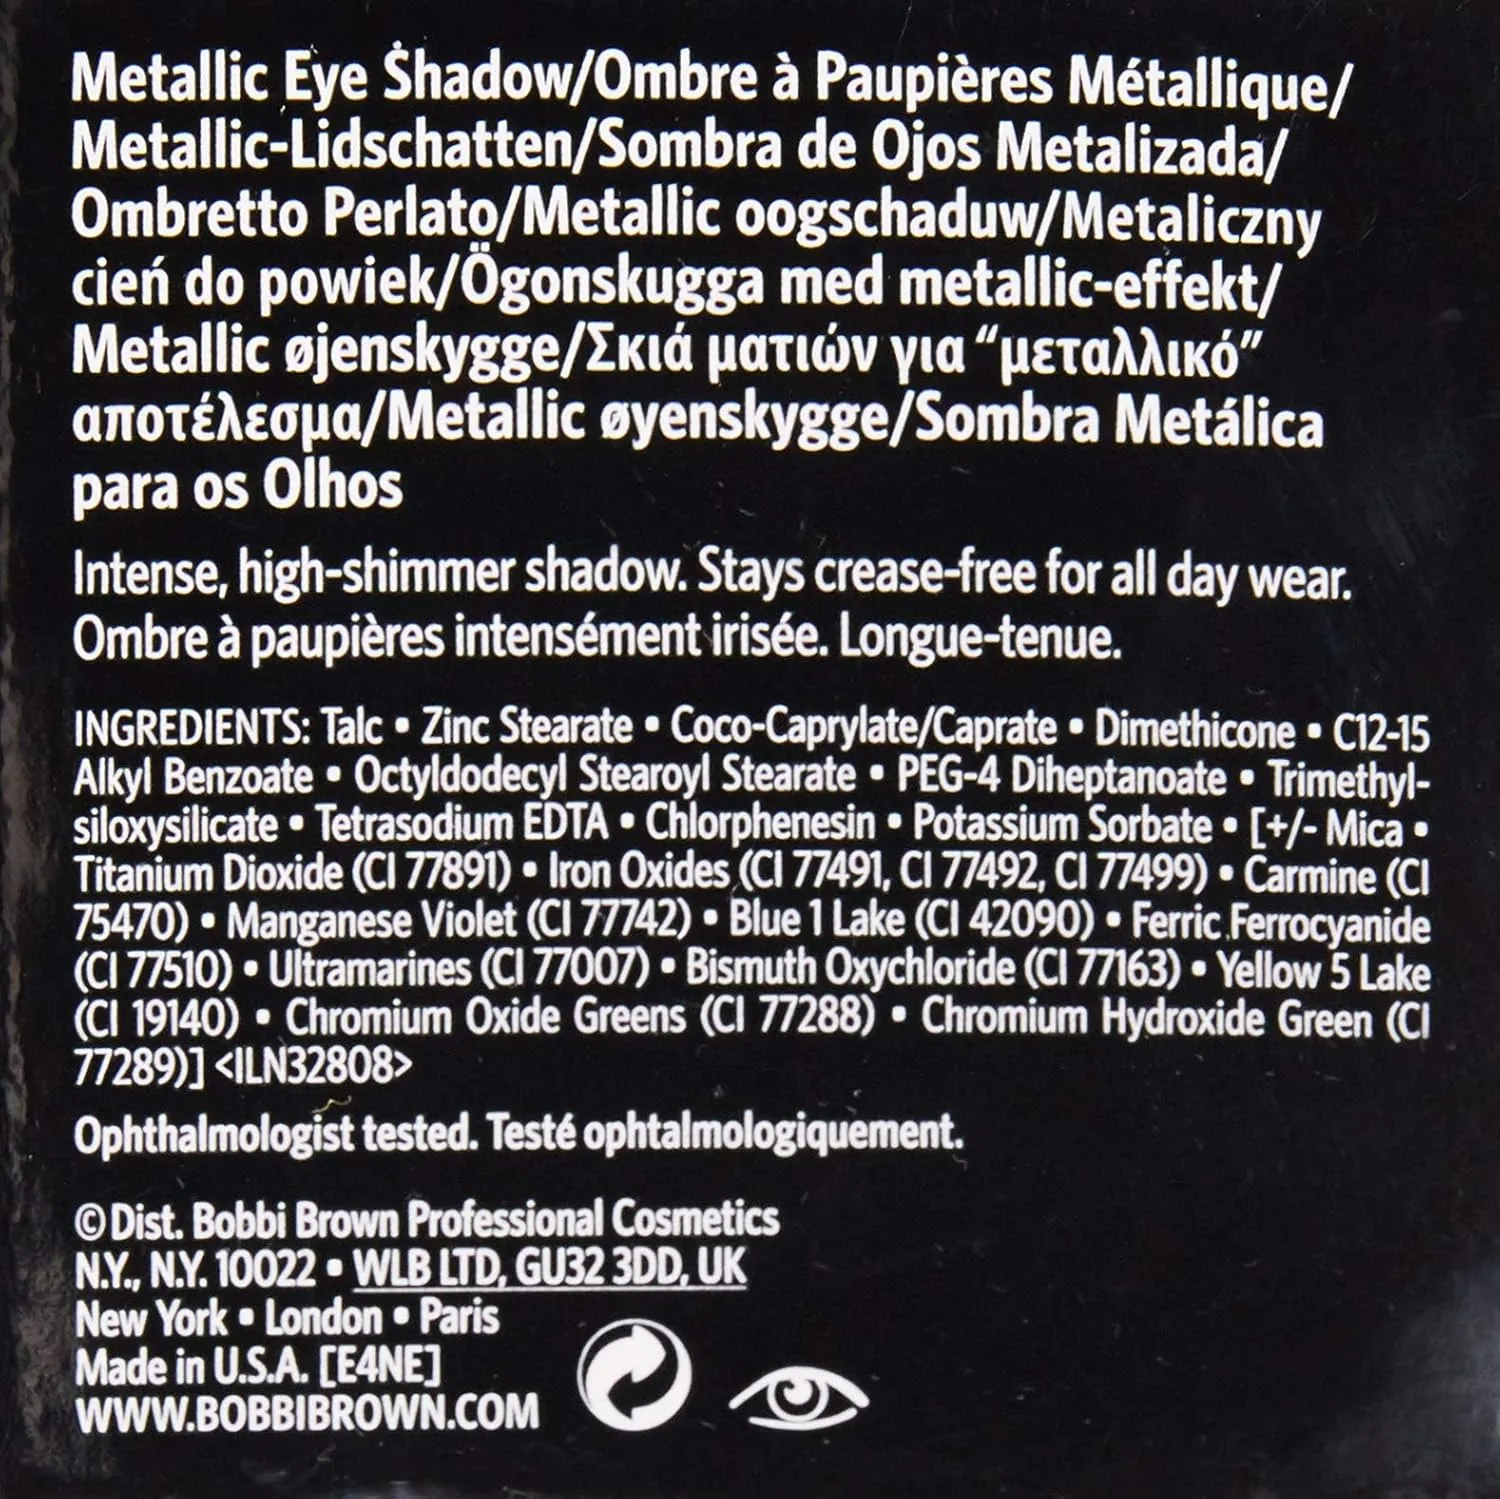 Metallic Eye Shadow/Ombre à Paupières Métallique/
Metallic-Lidschatten/Sombra de Ojos Metalizada/
Ombretto Perlato/Metallic oogschaduw/Metaliczny
cień do powiek/Ögonskugga med metallic-effekt/
Metallic øjenskygge/Σκιά ματιών για “μεταλλικό”
αποτέλεσμα/Metallic øyenskygge/Sombra Metálica
para os Olhos
Intense, high-shimmer shadow. Stays crease-free for all day wear.
Ombre à paupières intensément irisée. Longue-tenue.
INGREDIENTS: Talc • Zinc Stearate • Coco-Caprylate/Caprate • Dimethicone • C12-15
Alkyl Benzoate • Octyldodecyl Stearoyl Stearate • PEG-4 Diheptanoate • Trimethyl-
siloxysilicate • Tetrasodium EDTA • Chlorphenesin • Potassium Sorbate • [+/- Mica •
Titanium Dioxide (CI 77891) • Iron Oxides (CI 77491, CI 77492, CI 77499) • Carmine (CI
75470) • Manganese Violet (CI 77742) • Blue 1 Lake (CI 42090) • Ferric Ferrocyanide
(CI 77510) • Ultramarines (CI 77007) • Bismuth Oxychloride (CI 77163) • Yellow 5 Lake
(CI 19140) • Chromium Oxide Greens (CI 77288) • Chromium Hydroxide Green (CI
77289)] <ILN32808>
Ophthalmologist tested. Testé ophtalmologiquement.
© Dist. Bobbi Brown Professional Cosmetics
N.Y., N.Y. 10022 • WLB LTD, GU32 3DD, UK
New York • London • Paris
Made in U.S.A. [E4NE]
WWW.BOBBIBROWN.COM